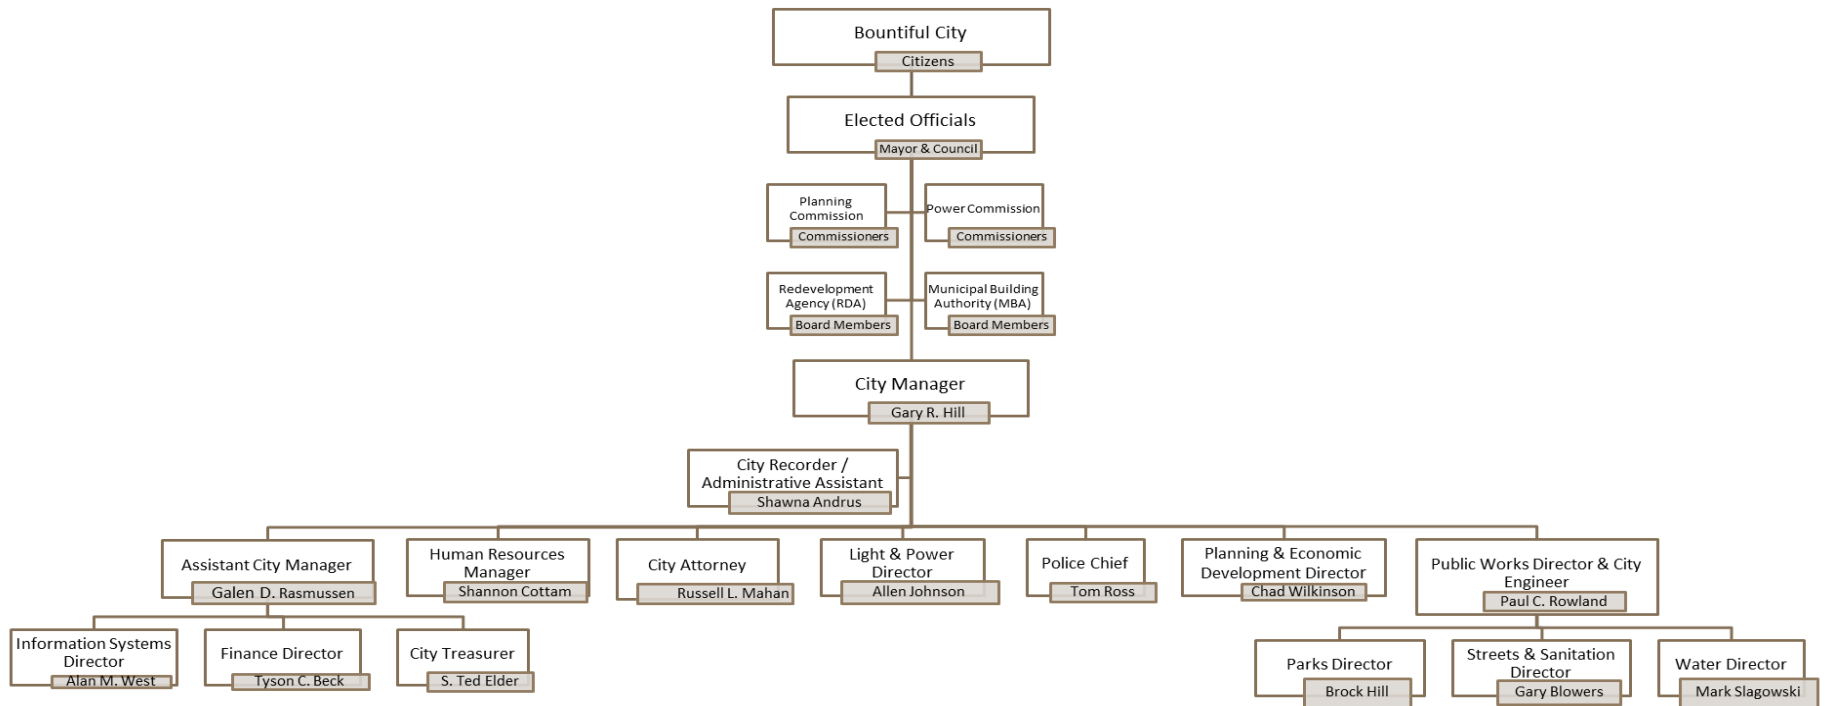 Bountiful City
Citizens
Elected Officials
Mayor & Council
Planning
Commission
Commissioners
Power Commission
Commissioners
Redevelopment
Agency (RDA)
Board Members
Municipal Building
Authority (MBA)
Board Members
City Manager
Gary R. Hill
City Recorder /
Administrative Assistant
Shawna Andrus
Assistant City Manager
Galen D. Rasmussen
Human Resources
Manager
Shannon Cottam
City Attorney
Russell L. Mahan
Light & Power
Director
Allen Johnson
Police Chief
Tom Ross
Planning & Economic
Development Director
Chad Wilkinson
Public Works Director & City
Engineer
Paul C. Rowland
Information Systems
Director
Alan M. West
Finance Director
Tyson C. Beck
City Treasurer
S. Ted Elder
Parks Director
Brock Hill
Streets & Sanitation
Director
Gary Blowers
Water Director
Mark Slagowski